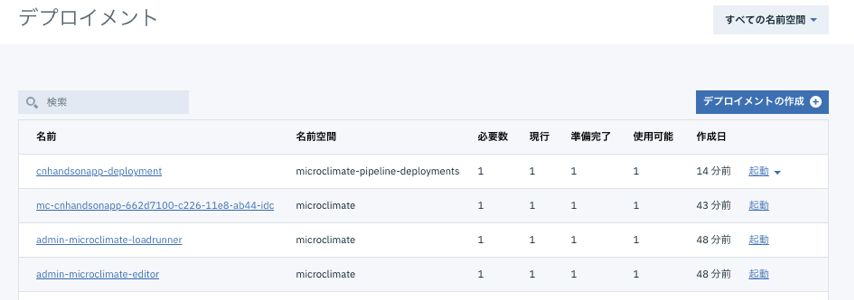 デプロイメント
すべての名前空間
検索
デプロイメントの作成
名前 名前空間 必要数 現行 準備完了 使用可能 作成日
cnhandsonapp-deployment microclimate-pipeline-deployments 1 1 1 1 14 分前 起動
mc-cnhandsonapp-662d7100-c226-11e8-ab44-idc microclimate 1 1 1 1 43 分前 起動
admin-microclimate-loadrunner microclimate 1 1 1 1 48 分前 起動
admin-microclimate-editor microclimate 1 1 1 1 48 分前 起動